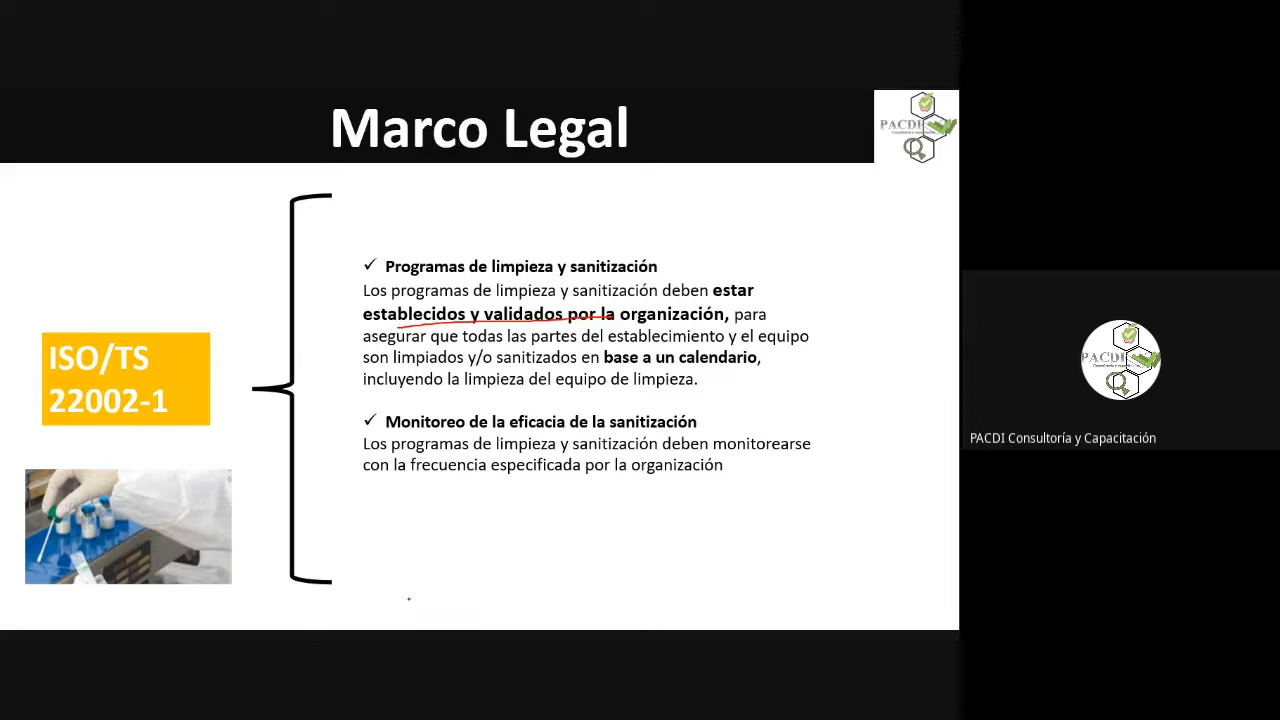 Marco Legal
PACDI
✓ Programas de limpieza y sanitización
Los programas de limpieza y sanitización deben estar
establecidos y validados por la organización, para
asegurar que todas las partes del establecimiento y el equipo
son limpiados y/o sanitizados en base a un calendario,
incluyendo la limpieza del equipo de limpieza.
ISO/TS
22002-1
✓ Monitoreo de la eficacia de la sanitización
Los programas de limpieza y sanitización deben monitorearse
con la frecuencia especificada por la organización
PACDI
PACDI Consultoría y Capacitación